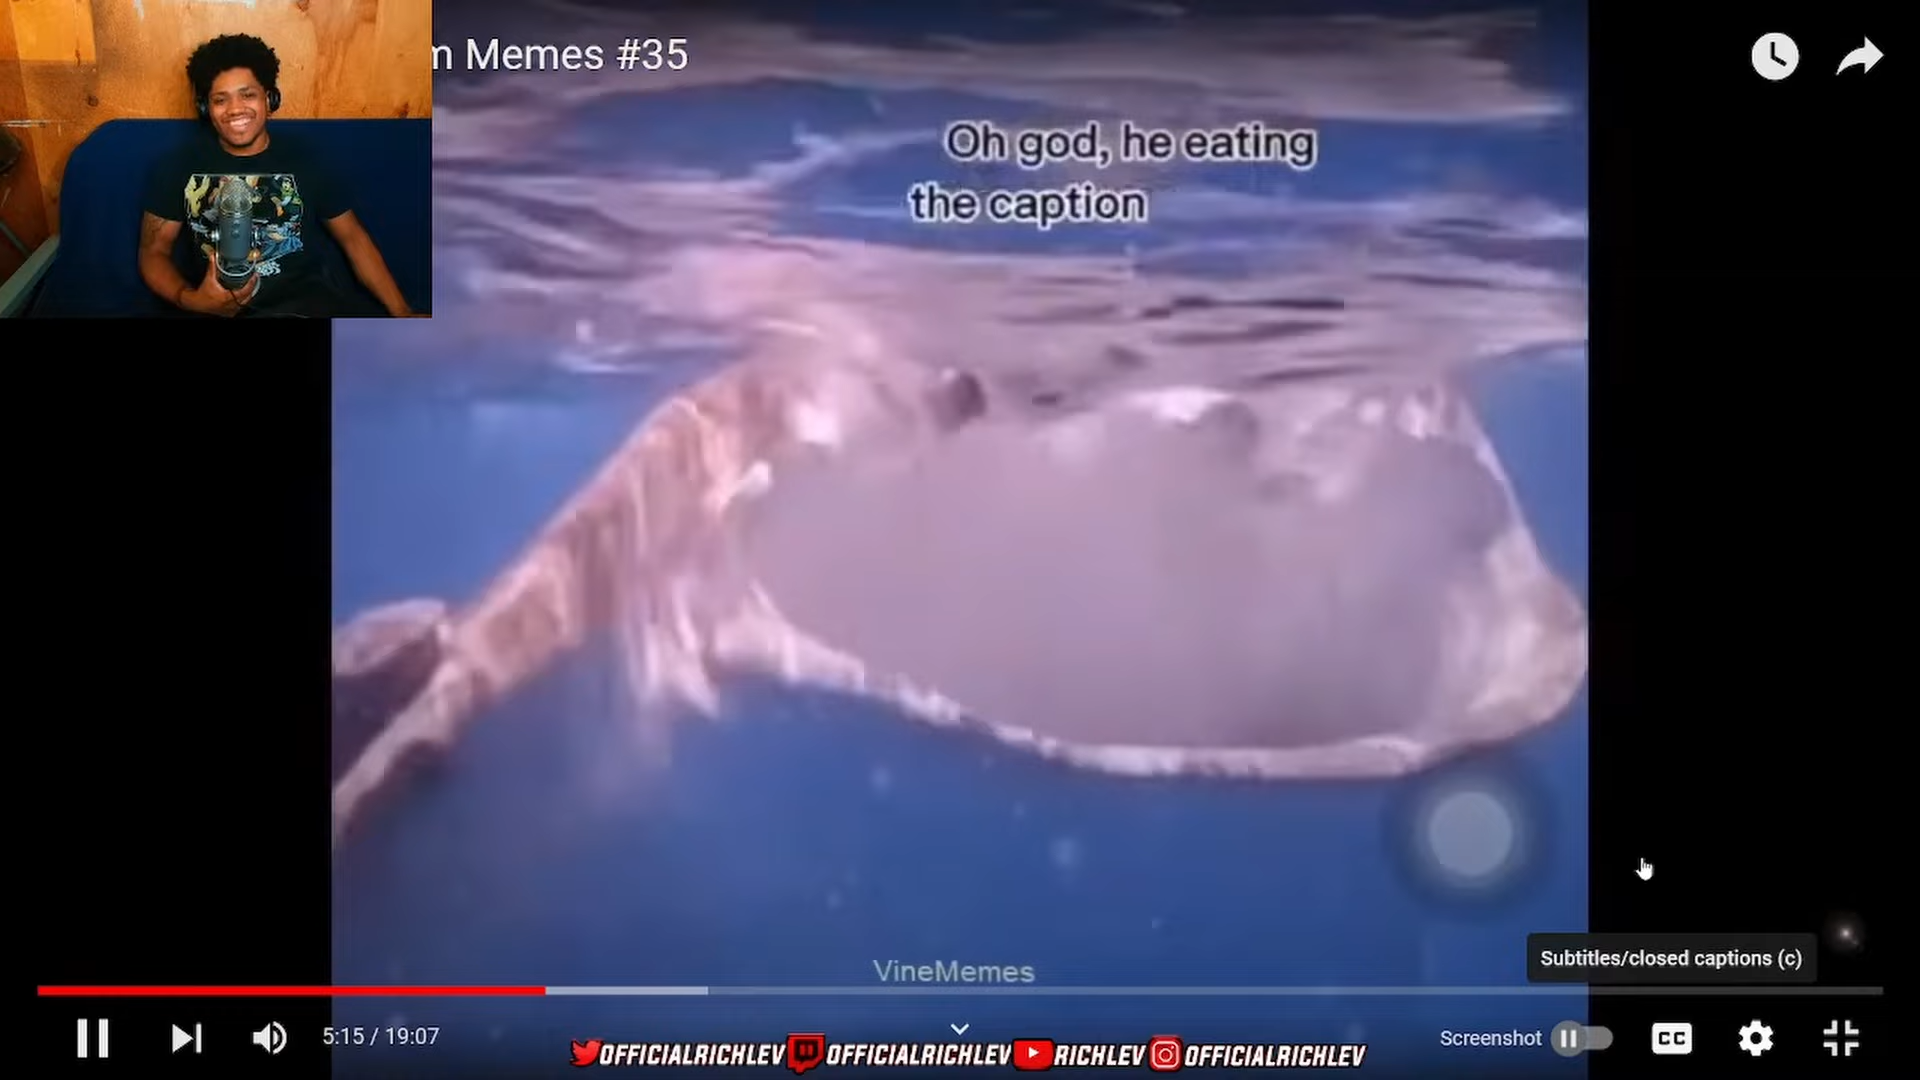 m Memes #35
Oh god, he eating
the caption
VineMemes
Subtitles/closed captions (c)
5:15 / 19:07
Screenshot
CC
OFFICIALRICHLEV OFFICIALRICHLEV RICHLEV OFFICIALRICHLEV